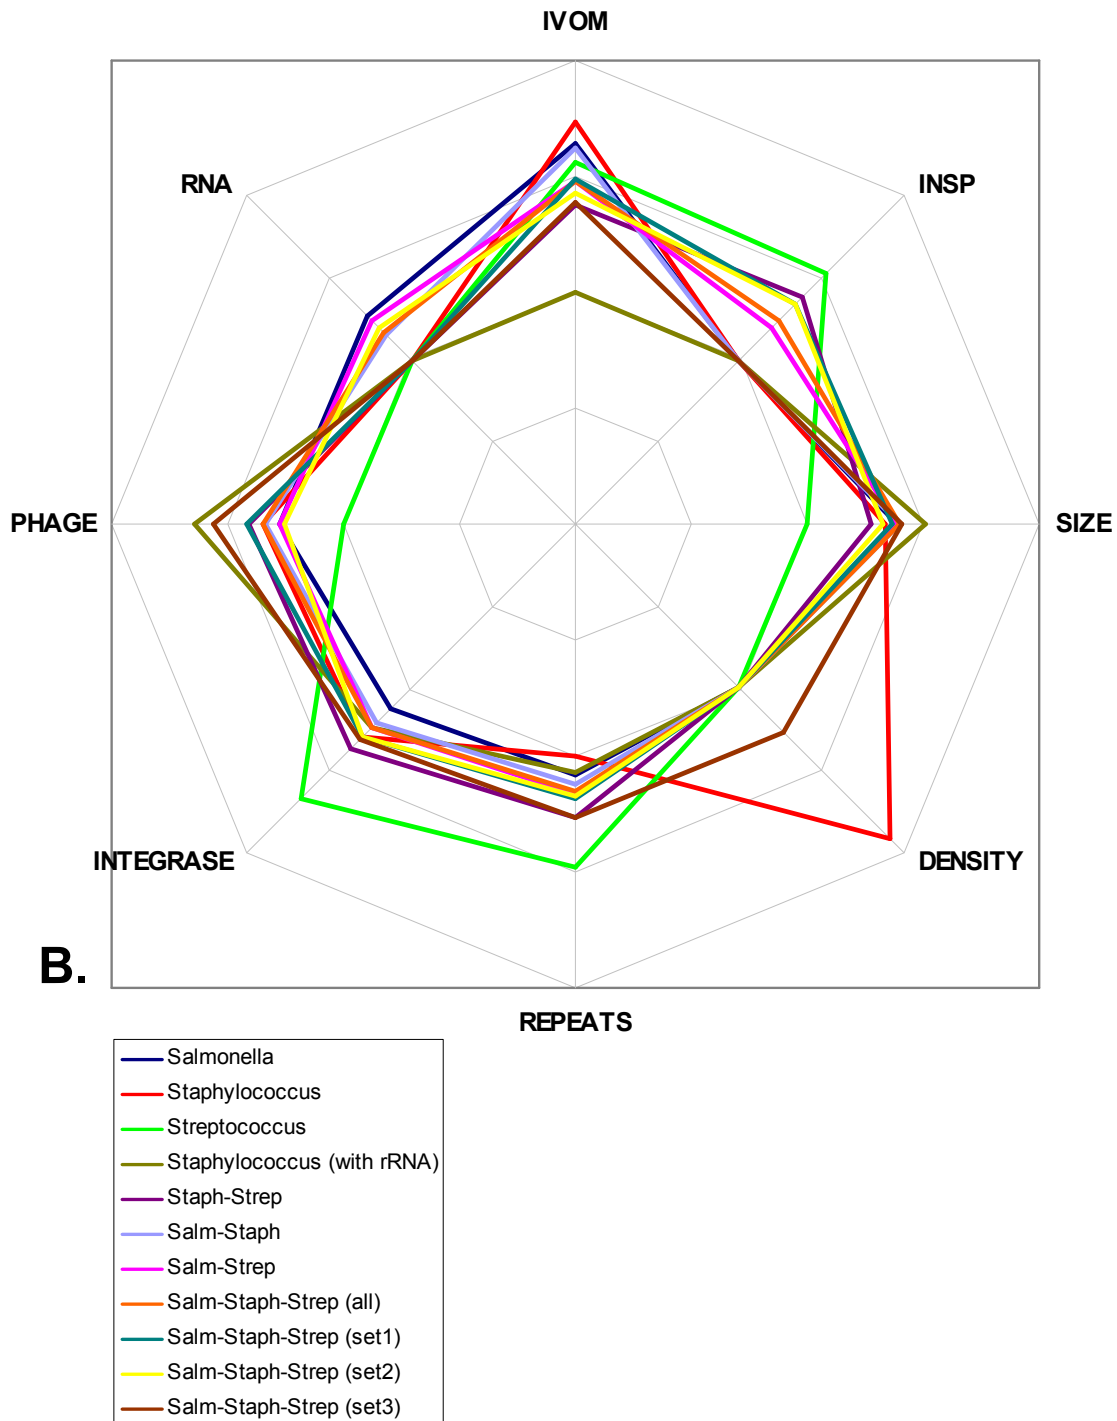 IVOM
RNA
INSP
PHAGE
SIZE
INTEGRASE
DENSITY
B.
REPEATS
Salmonella
Staphylococcus
Streptococcus
Staphylococcus (with rRNA)
Staph-Strep
Salm-Staph
Salm-Strep
Salm-Staph-Strep (all)
Salm-Staph-Strep (set1)
Salm-Staph-Strep (set2)
Salm-Staph-Strep (set3)